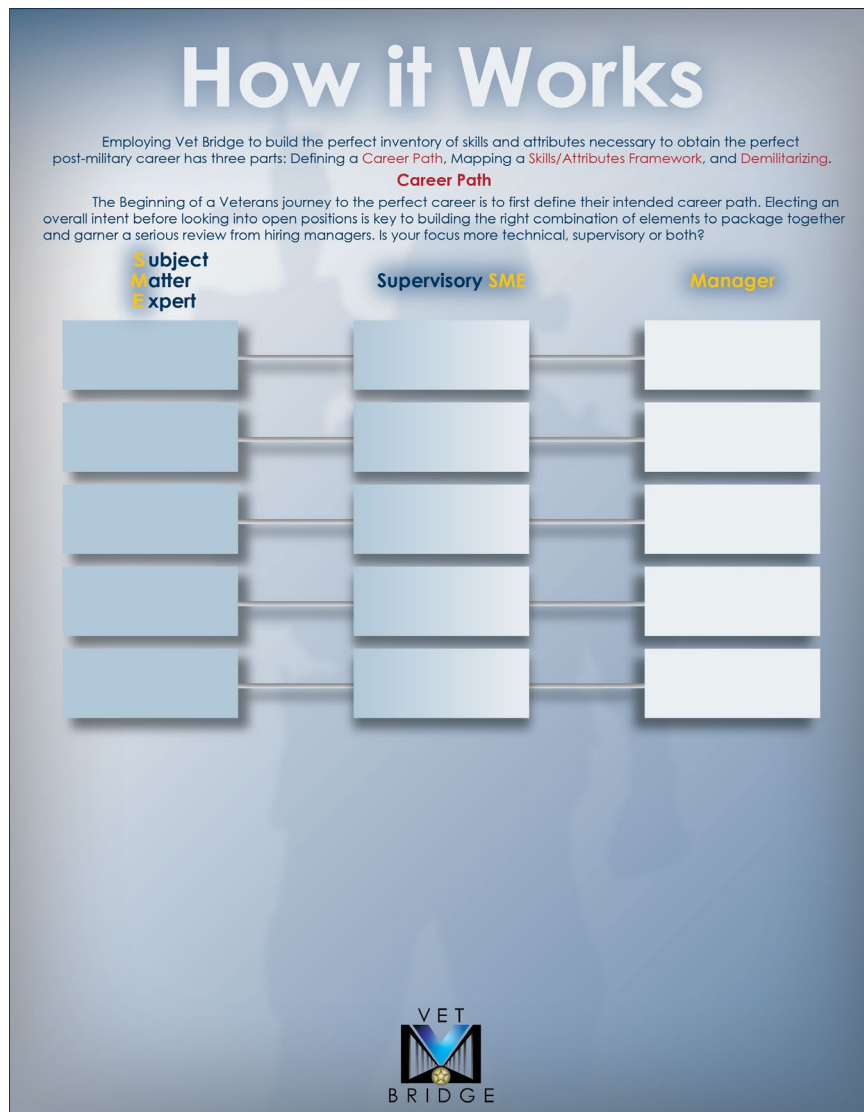 How it Works
Employing Vet Bridge to build the perfect inventory of skills and attributes necessary to obtain the perfect
post-military career has three parts: Defining a Career Path, Mapping a Skills/Attributes Framework, and Demilitarizing.
Career Path
The Beginning of a Veterans journey to the perfect career is to first define their intended career path. Electing an
overall intent before looking into open positions is key to building the right combination of elements to package together
and garner a serious review from hiring managers. Is your focus more technical, supervisory or both?
Subject
Matter
Expert
Supervisory SME
Manager
VET
BRIDGE